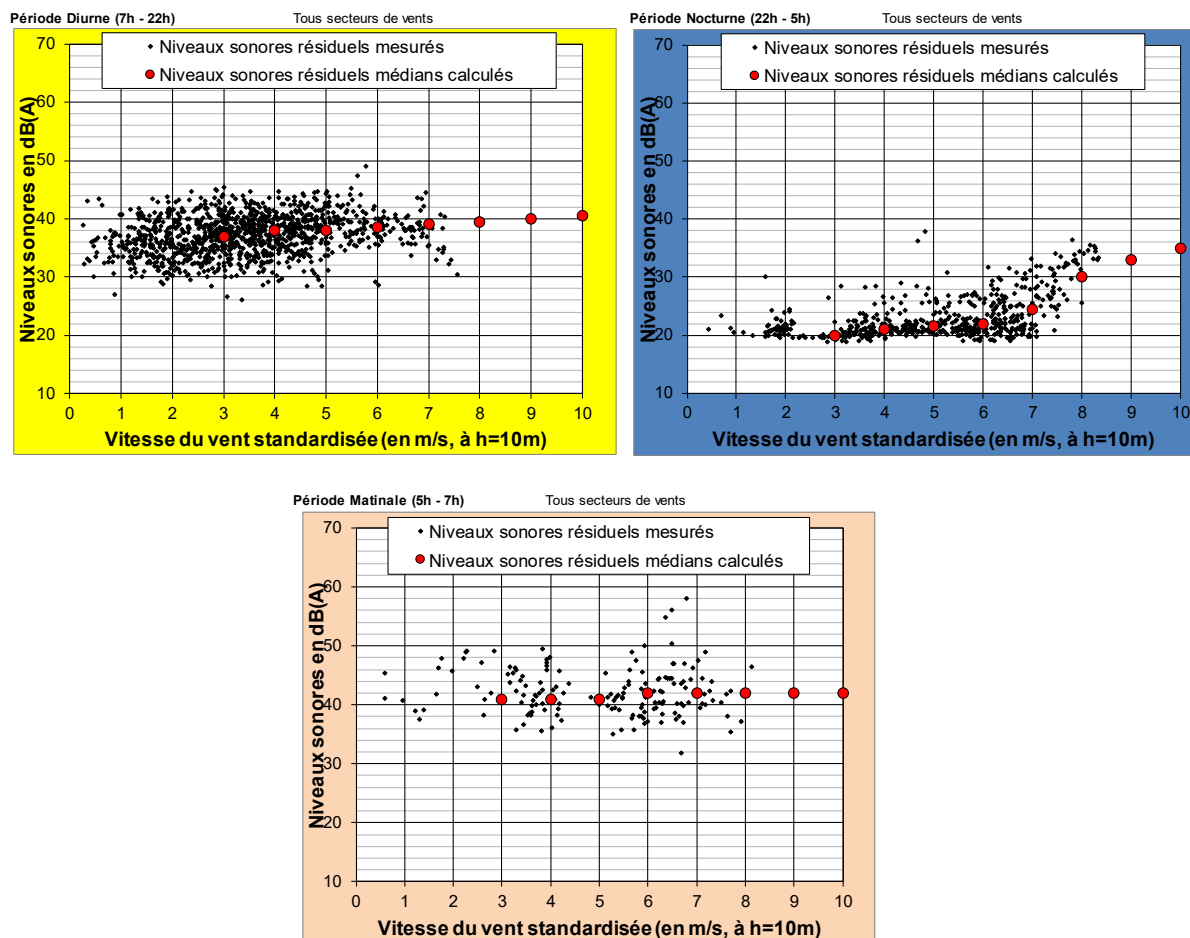 Période Diurne (7h - 22h) Tous secteurs de vents
Niveaux sonores résiduels mesurés
Niveaux sonores résiduels médians calculés
Niveaux sonores en dB(A)
70
60
50
40
30
20
10
0 1 2 3 4 5 6 7 8 9 10
Vitesse du vent standardisée (en m/s, à h=10m)
Période Nocturne (22h - 5h) Tous secteurs de vents
Niveaux sonores résiduels mesurés
Niveaux sonores résiduels médians calculés
Niveaux sonores en dB(A)
70
60
50
40
30
20
10
0 1 2 3 4 5 6 7 8 9 10
Vitesse du vent standardisée (en m/s, à h=10m)
Période Matinale (5h - 7h) Tous secteurs de vents
Niveaux sonores résiduels mesurés
Niveaux sonores résiduels médians calculés
Niveaux sonores en dB(A)
70
60
50
40
30
20
10
0 1 2 3 4 5 6 7 8 9 10
Vitesse du vent standardisée (en m/s, à h=10m)